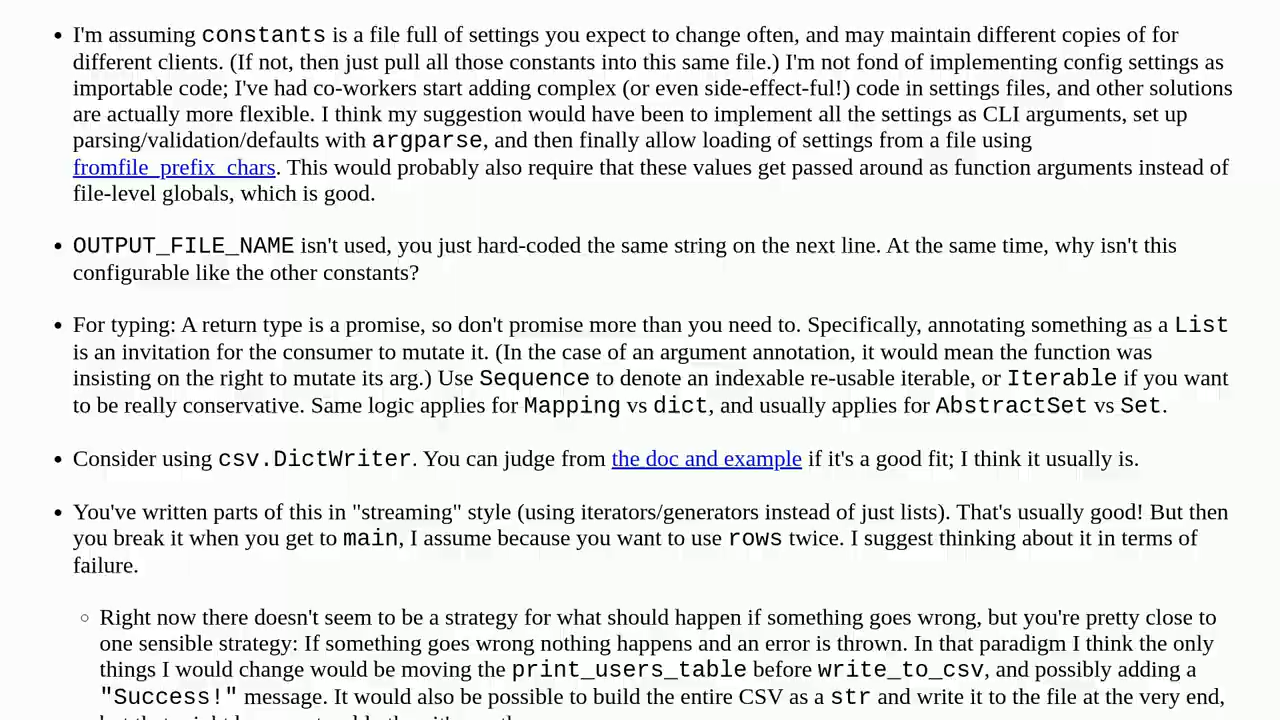 I'm assuming constants is a file full of settings you expect to change often, and may maintain different copies of for
different clients. (If not, then just pull all those constants into this same file.) I'm not fond of implementing config settings as
importable code; I've had co-workers start adding complex (or even side-effect-ful!) code in settings files, and other solutions
are actually more flexible. I think my suggestion would have been to implement all the settings as CLI arguments, set up
parsing/validation/defaults with argparse, and then finally allow loading of settings from a file using
fromfile_prefix_chars. This would probably also require that these values get passed around as function arguments instead of
file-level globals, which is good.
OUTPUT_FILE_NAME isn't used, you just hard-coded the same string on the next line. At the same time, why isn't this
configurable like the other constants?
For typing: A return type is a promise, so don't promise more than you need to. Specifically, annotating something as a List
is an invitation for the consumer to mutate it. (In the case of an argument annotation, it would mean the function was
insisting on the right to mutate its arg.) Use Sequence to denote an indexable re-usable iterable, or Iterable if you want
to be really conservative. Same logic applies for Mapping vs dict, and usually applies for AbstractSet vs Set.
Consider using csv.DictWriter. You can judge from the doc and example if it's a good fit; I think it usually is.
You've written parts of this in "streaming" style (using iterators/generators instead of just lists). That's usually good! But then
you break it when you get to main, I assume because you want to use rows twice. I suggest thinking about it in terms of
failure.
Right now there doesn't seem to be a strategy for what should happen if something goes wrong, but you're pretty close to
one sensible strategy: If something goes wrong nothing happens and an error is thrown. In that paradigm I think the only
things I would change would be moving the print_users_table before write_to_csv, and possibly adding a
"Success!" message. It would also be possible to build the entire CSV as a str and write it to the file at the very end,